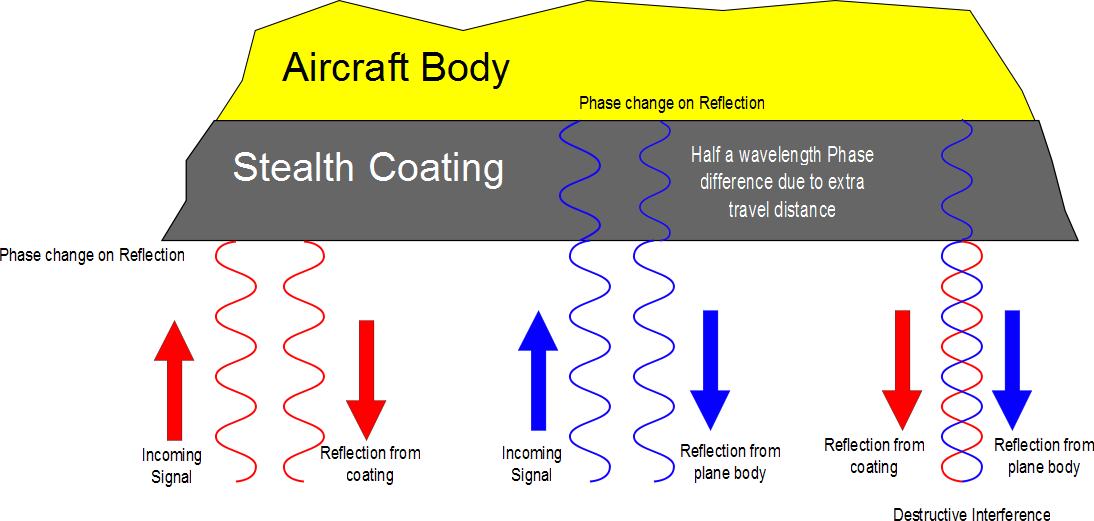 Aircraft Body
Phase change on Reflection
Stealth Coating
Half a wavelength Phase
difference due to extra
travel distance
Phase change on Reflection
Incoming
Signal
Reflection from
coating
Incoming
Signal
Reflection from
plane body
Reflection from
coating
Reflection from
plane body
Destructive Interference